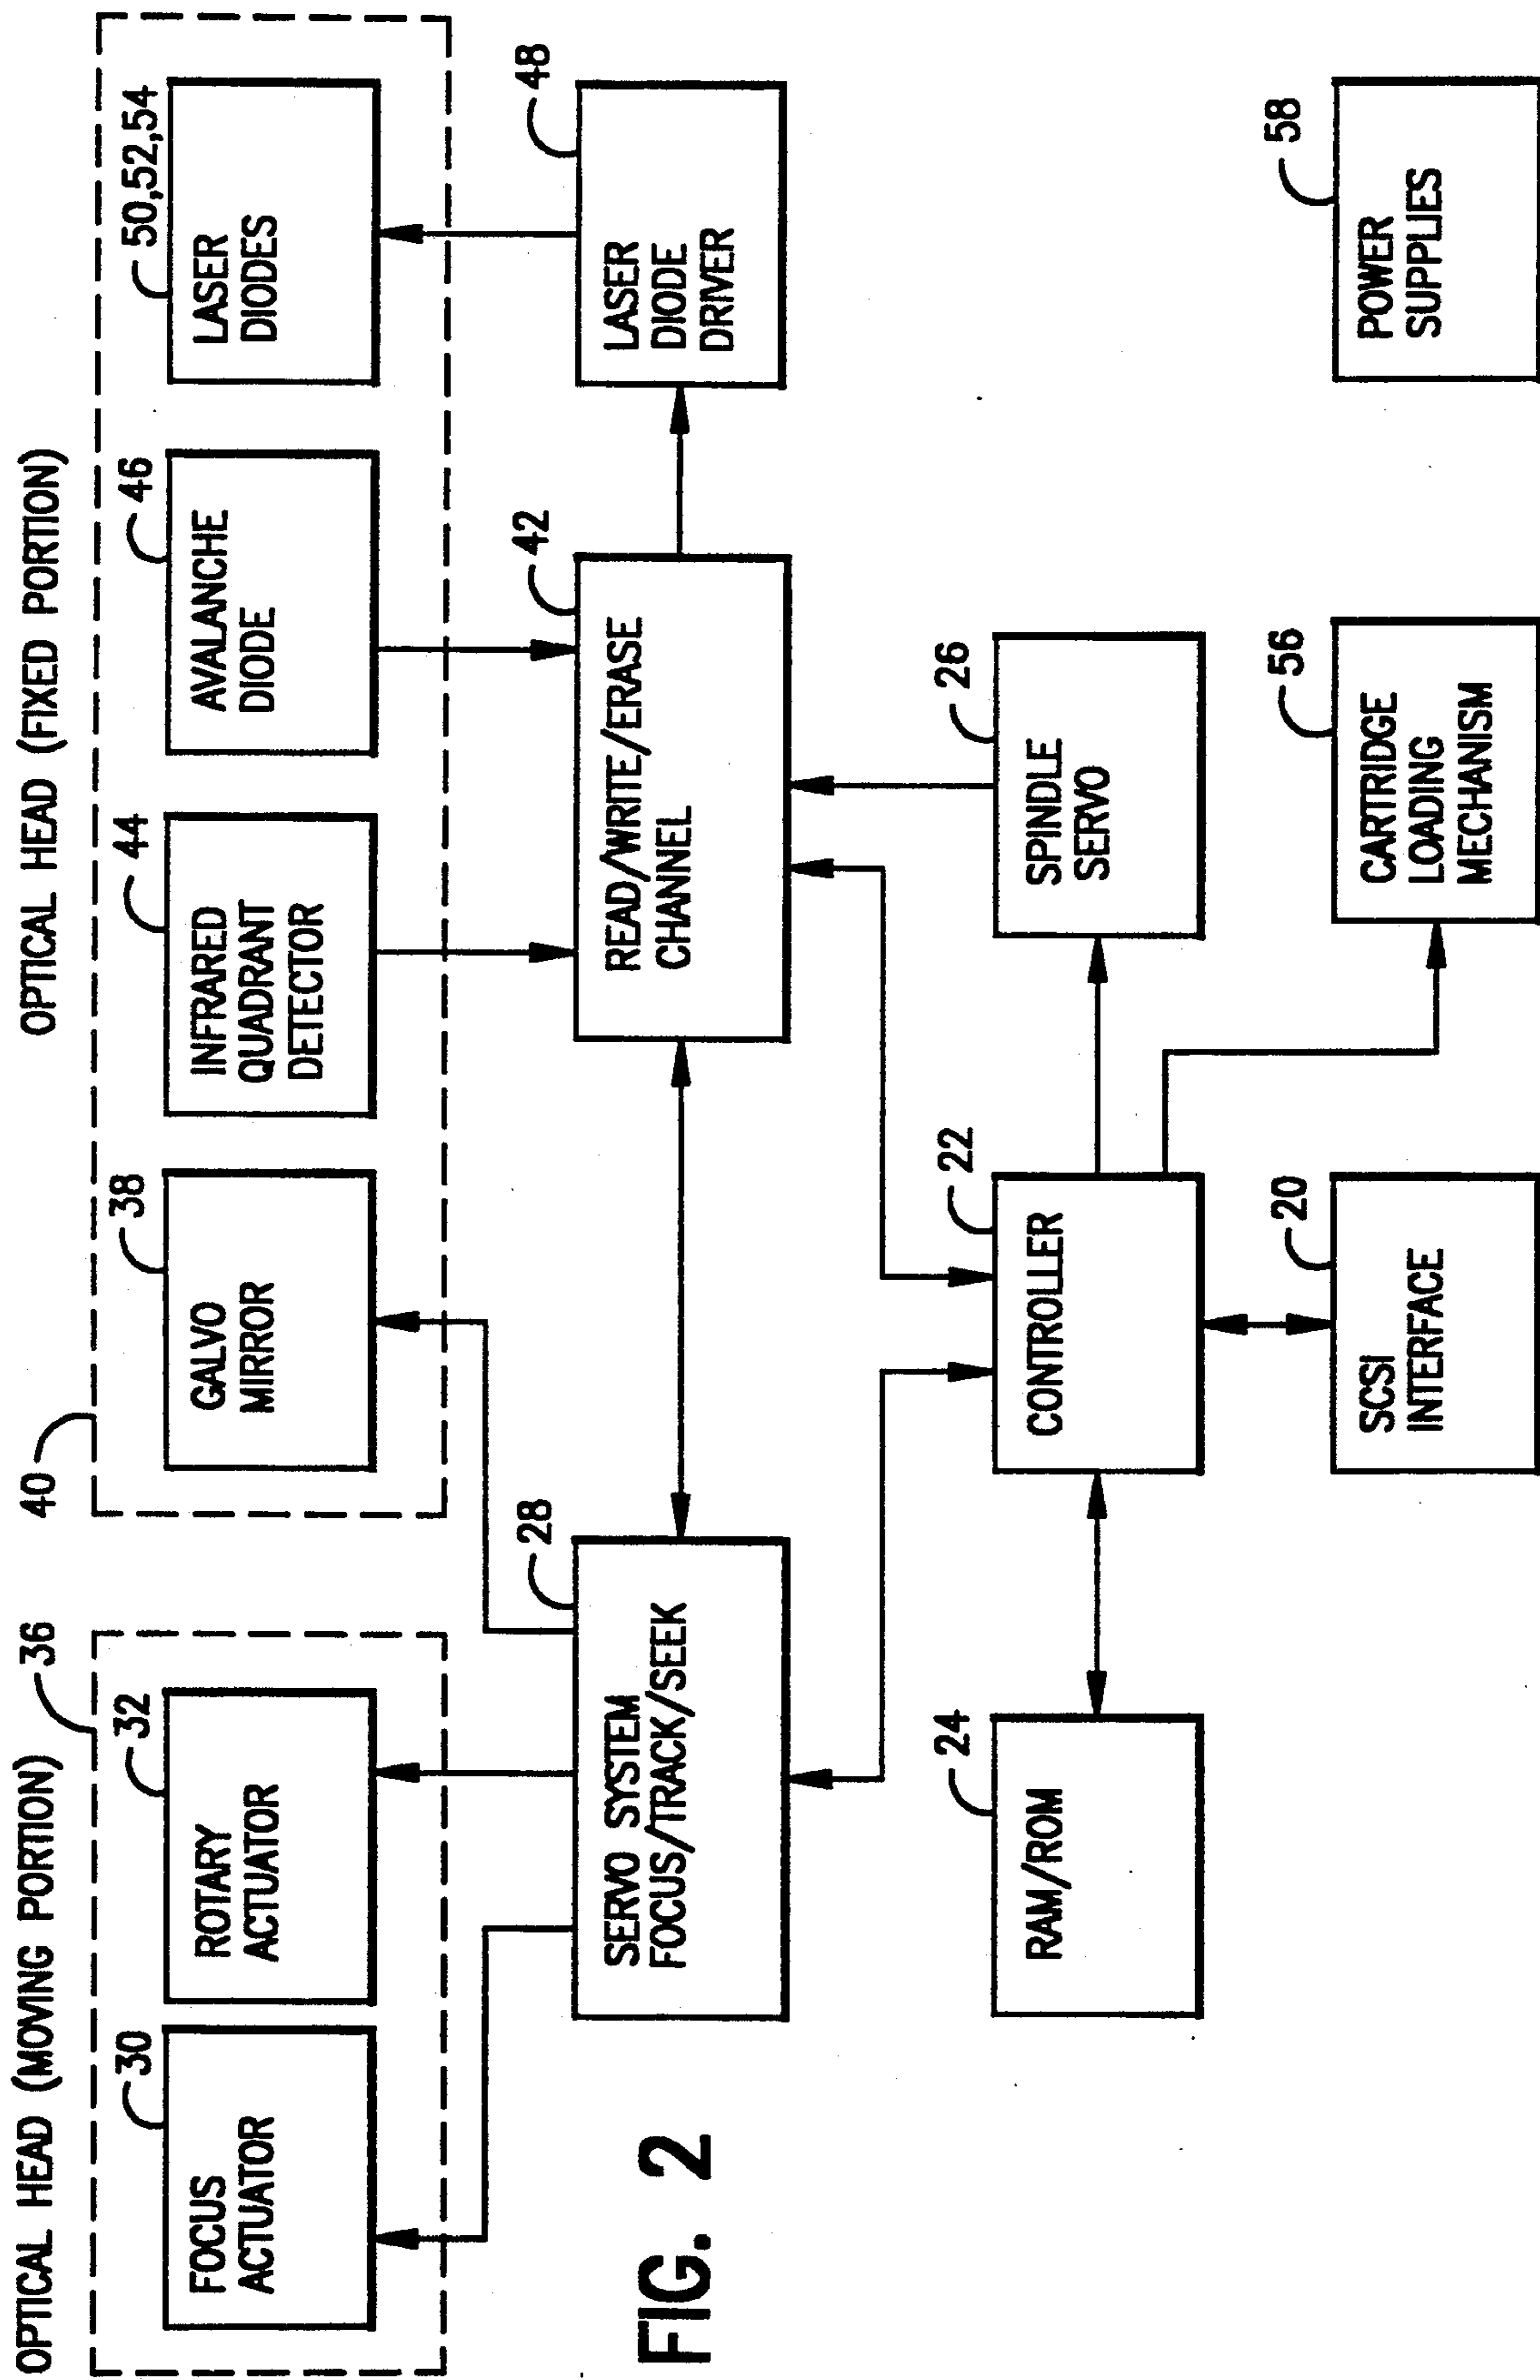 OPTICAL HEAD (MOVING PORTION)
36
40
OPTICAL HEAD (FIXED PORTION)
30
FOCUS
ACTUATOR
32
ROTARY
ACTUATOR
38
GALVO
MIRROR
44
INFRARED
QUADRANT
DETECTOR
46
AVALANCHE
DIODE
50,52,54
LASER
DIODES
28
SERVO SYSTEM
FOCUS/TRACK/SEEK
42
READ/WRITE/ERASE
CHANNEL
48
LASER
DIODE
DRIVER
24
RAM/ROM
22
CONTROLLER
26
SPINDLE
SERVO
20
SCSI
INTERFACE
56
CARTRIDGE
LOADING
MECHANISM
58
POWER
SUPPLIES
FIG. 2